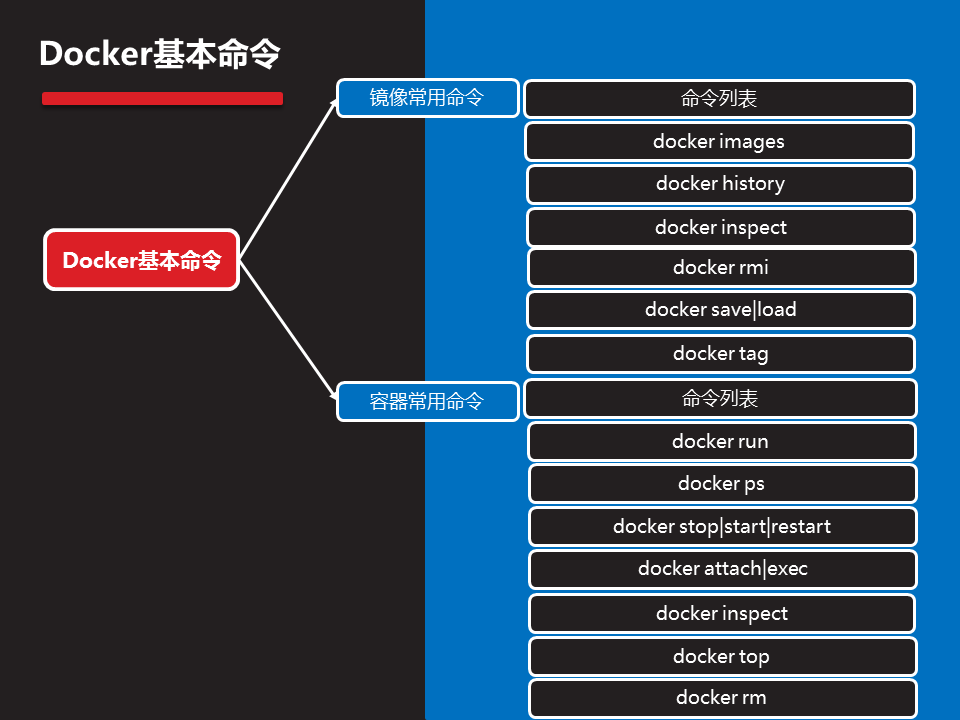 Docker基本命令
镜像常用命令
命令列表
docker images
docker history
docker inspect
Docker基本命令
docker rmi
docker save|load
docker tag
容器常用命令
命令列表
docker run
docker ps
docker stop|start|restart
docker attach|exec
docker inspect
docker top
docker rm